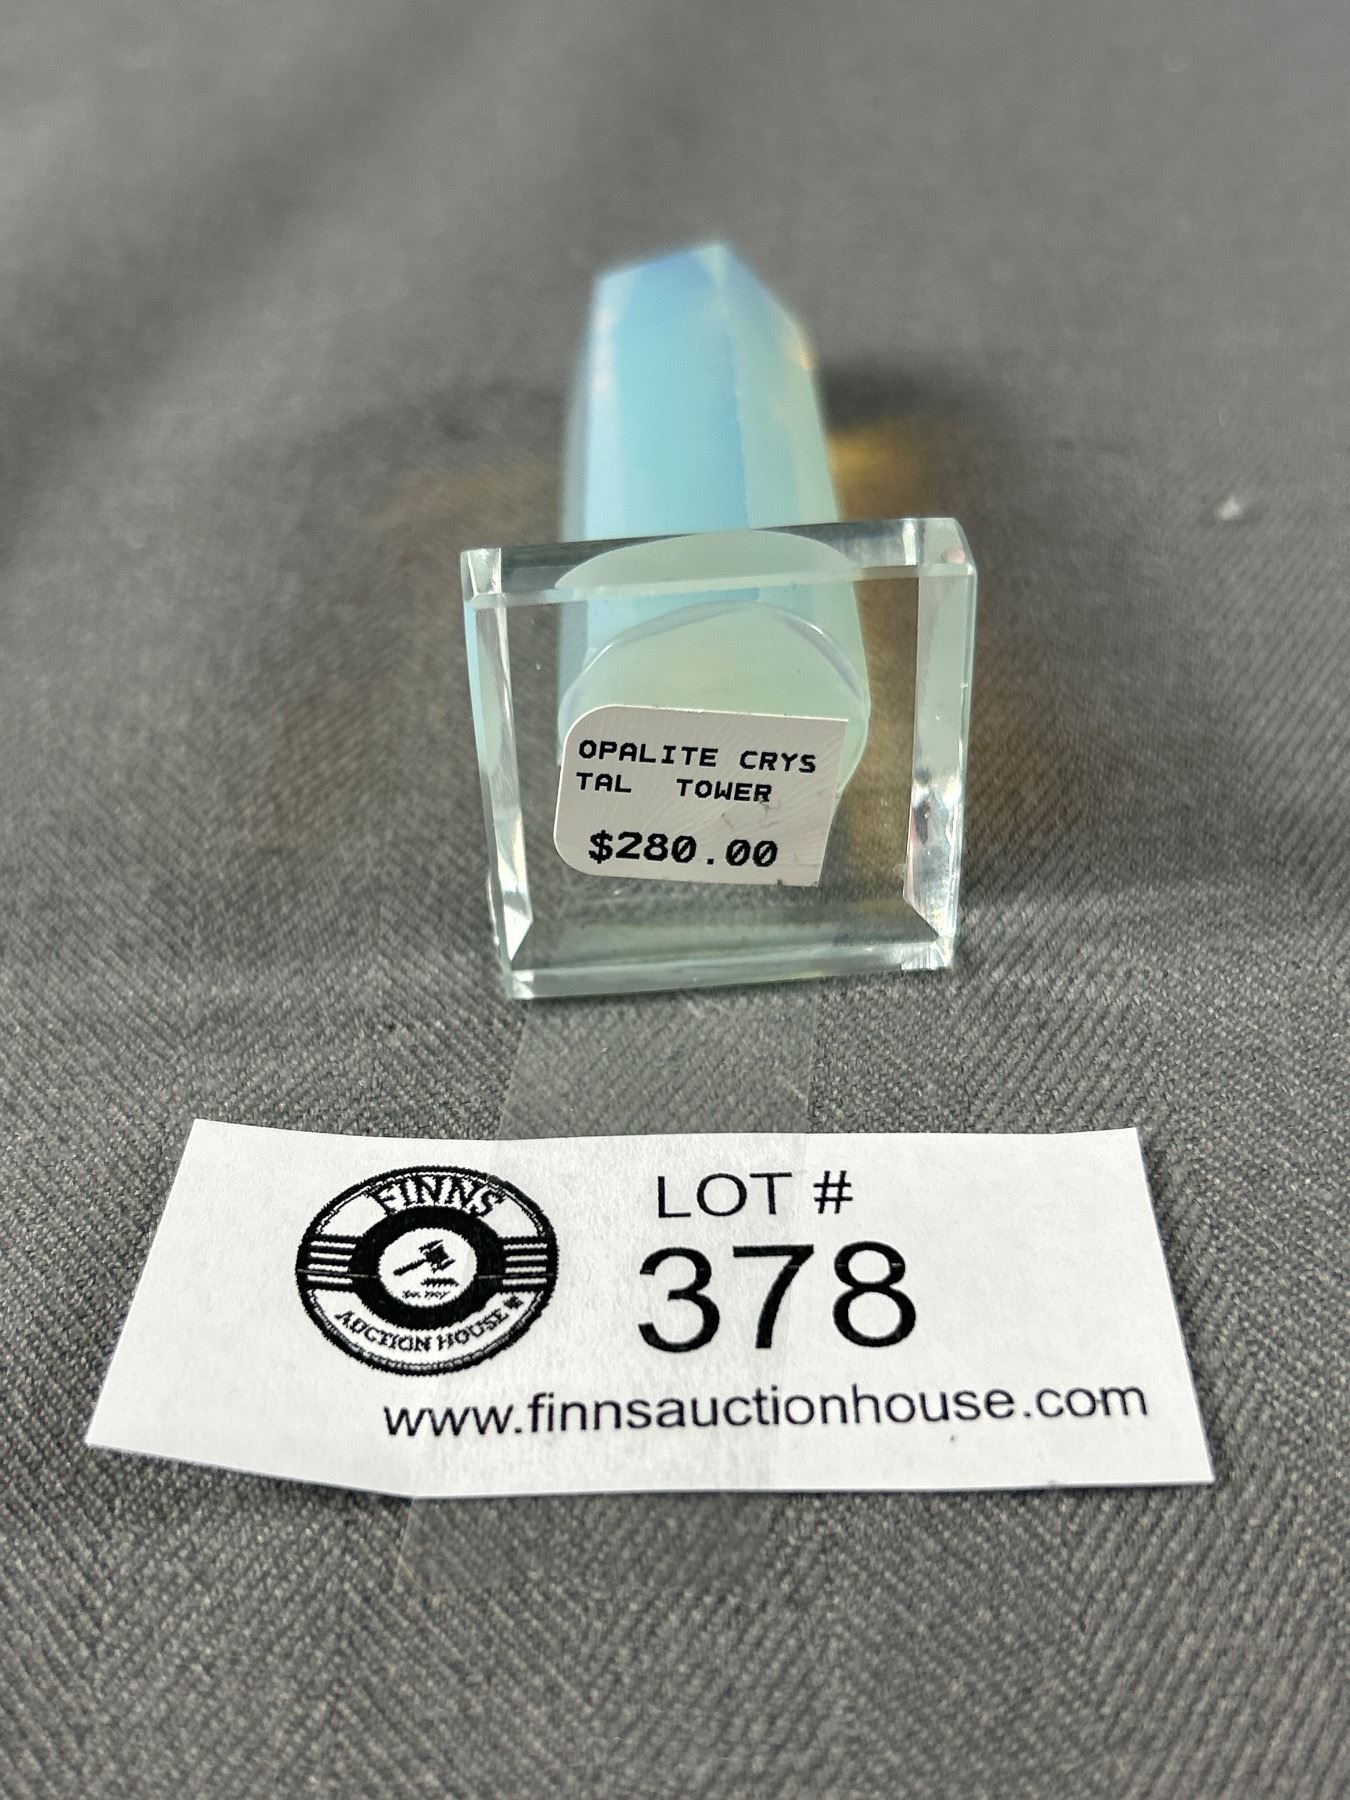 OPALITE CRYS
TAL TOWER
$280.00
FINNS
AUCTION HOUSE
LOT #
378
www.finnsauctionhouse.com